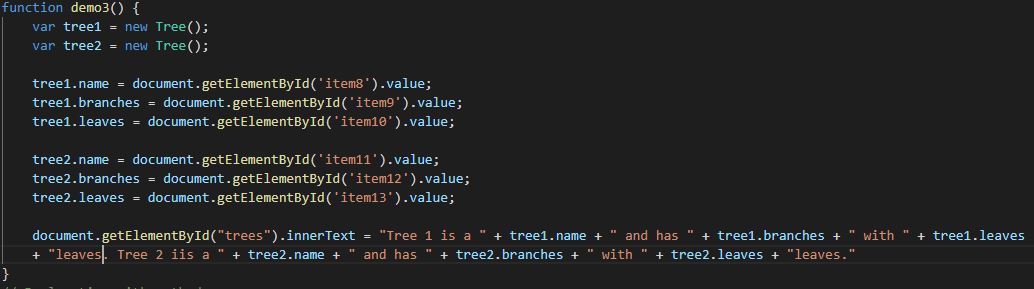 function demo3() {
var tree1 = new Tree();
var tree2 = new Tree();
tree1.name = document.getElementById('item8').value;
tree1.branches = document.getElementById('item9').value;
tree1.leaves = document.getElementById('item10').value;
tree2.name = document.getElementById('item11').value;
tree2.branches = document.getElementById('item12').value;
tree2.leaves = document.getElementById('item13').value;
document.getElementById("trees").innerText = "Tree 1 is a " + tree1.name + " and has " + tree1.branches + " with " + tree1.leaves
+ "leaves. Tree 2 iis a " + tree2.name + " and has " + tree2.branches + " with " + tree2.leaves + "leaves."
}